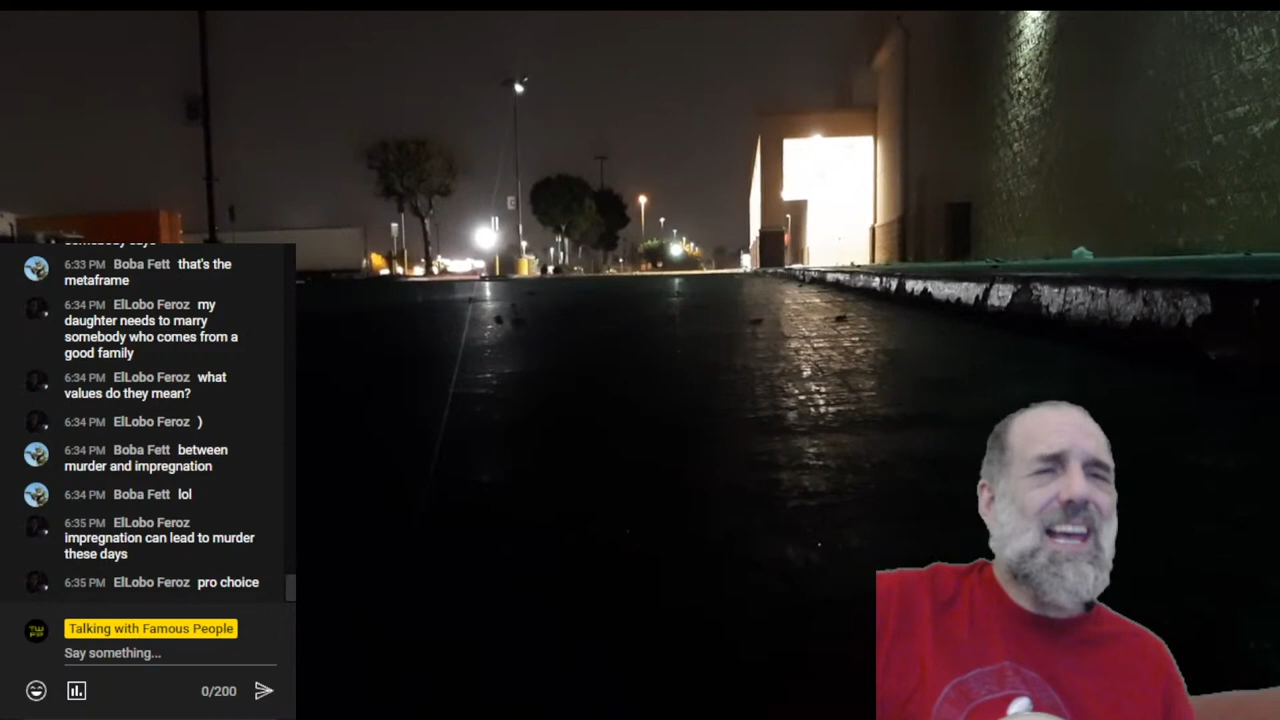 6:33 PM Boba Fett that's the
metaframe
6:34 PM ElLobo Feroz my
daughter needs to marry
somebody who comes from a
good family
6:34 PM ElLobo Feroz what
values do they mean?
6:34 PM ElLobo Feroz )
6:34 PM Boba Fett between
murder and impregnation
6:34 PM Boba Fett lol
6:35 PM ElLobo Feroz
impregnation can lead to murder
these days
6:35 PM ElLobo Feroz pro choice
Talking with Famous People
Say something...
0/200